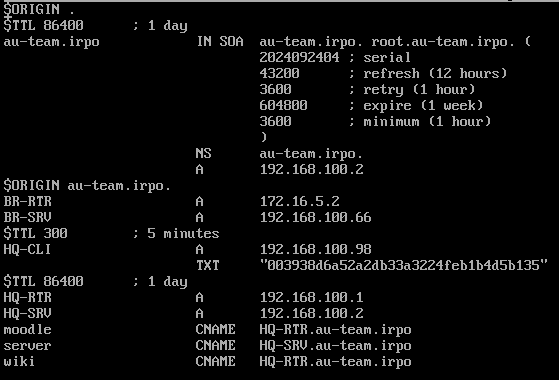 $ORIGIN .
$TTL 86400 ; 1 day
au-team.irpo IN SOA au-team.irpo. root.au-team.irpo. (
2024092404 ; serial
43200 ; refresh (12 hours)
3600 ; retry (1 hour)
604800 ; expire (1 week)
3600 ; minimum (1 hour)
)
NS au-team.irpo.
A 192.168.100.2
$ORIGIN au-team.irpo.
BR-RTR A 172.16.5.2
BR-SRV A 192.168.100.66
$TTL 300 ; 5 minutes
HQ-CLI A 192.168.100.98
TXT "003938d6a52a2db33a3224feb1b4d5b135"
$TTL 86400 ; 1 day
HQ-RTR A 192.168.100.1
HQ-SRV A 192.168.100.2
moodle CNAME HQ-RTR.au-team.irpo
server CNAME HQ-SRV.au-team.irpo
wiki CNAME HQ-RTR.au-team.irpo